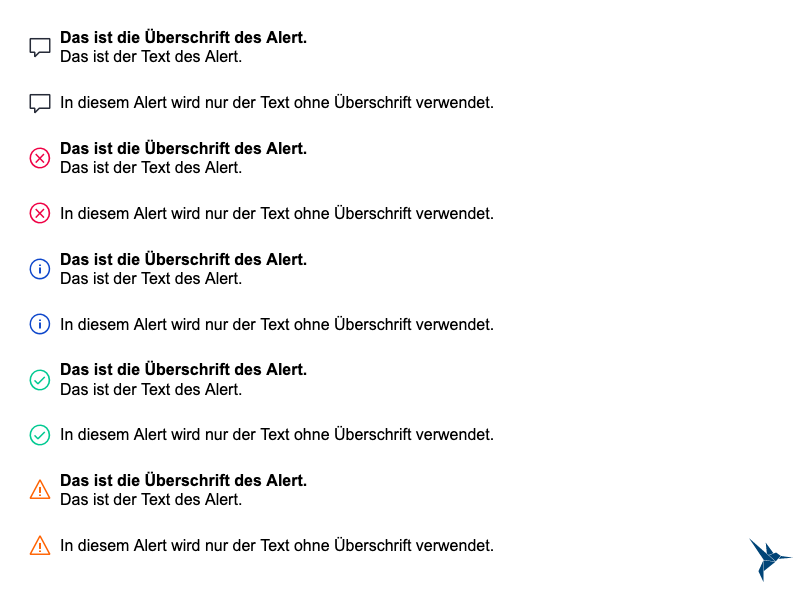 Das ist die Überschrift des Alert.
Das ist der Text des Alert.
In diesem Alert wird nur der Text ohne Überschrift verwendet.
Das ist die Überschrift des Alert.
Das ist der Text des Alert.
In diesem Alert wird nur der Text ohne Überschrift verwendet.
Das ist die Überschrift des Alert.
Das ist der Text des Alert.
In diesem Alert wird nur der Text ohne Überschrift verwendet.
Das ist die Überschrift des Alert.
Das ist der Text des Alert.
In diesem Alert wird nur der Text ohne Überschrift verwendet.
Das ist die Überschrift des Alert.
Das ist der Text des Alert.
In diesem Alert wird nur der Text ohne Überschrift verwendet.